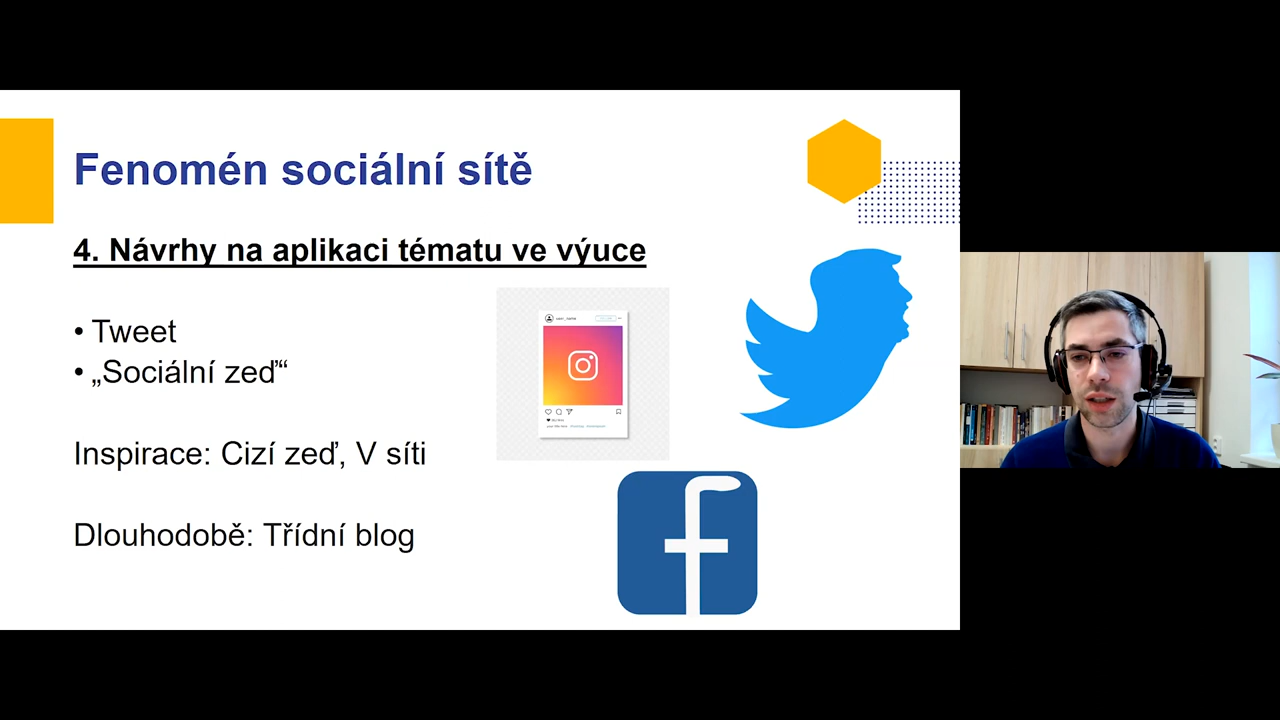 Fenomén sociální sítě
4. Návrhy na aplikaci tématu ve výuce
• Tweet
• „Sociální zeď“
Inspirace: Cizí zeď, V síti
Dlouhodobě: Třídní blog